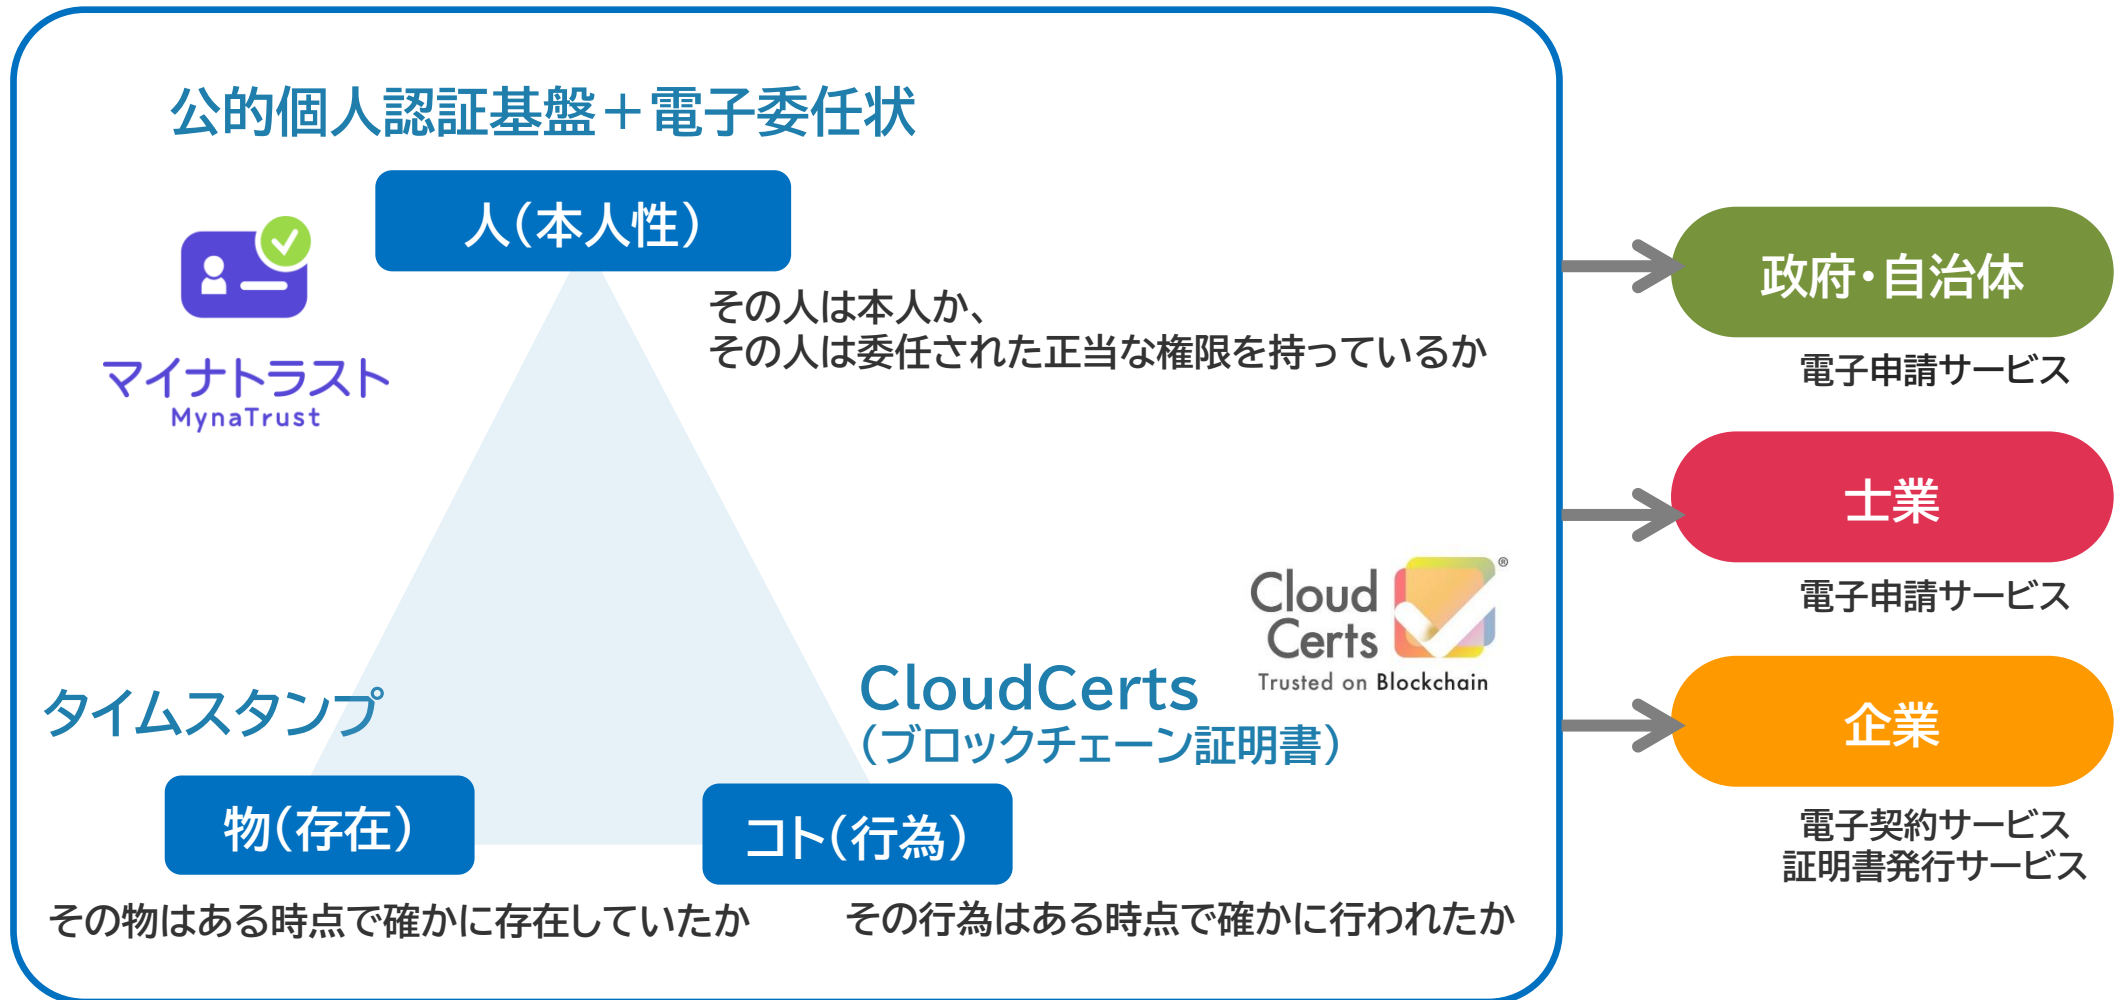 公的個人認証基盤＋電子委任状
人(本人性)
マイナトラスト
MynaTrust
その人は本人か、
その人は委任された正当な権限を持っているか
Cloud
Certs
®
Trusted on Blockchain
タイムスタンプ
CloudCerts
(ブロックチェーン証明書)
物(存在)
コト(行為)
その物はある時点で確かに存在していたか
その行為はある時点で確かに行われたか
政府・自治体
電子申請サービス
士業
電子申請サービス
企業
電子契約サービス
証明書発行サービス